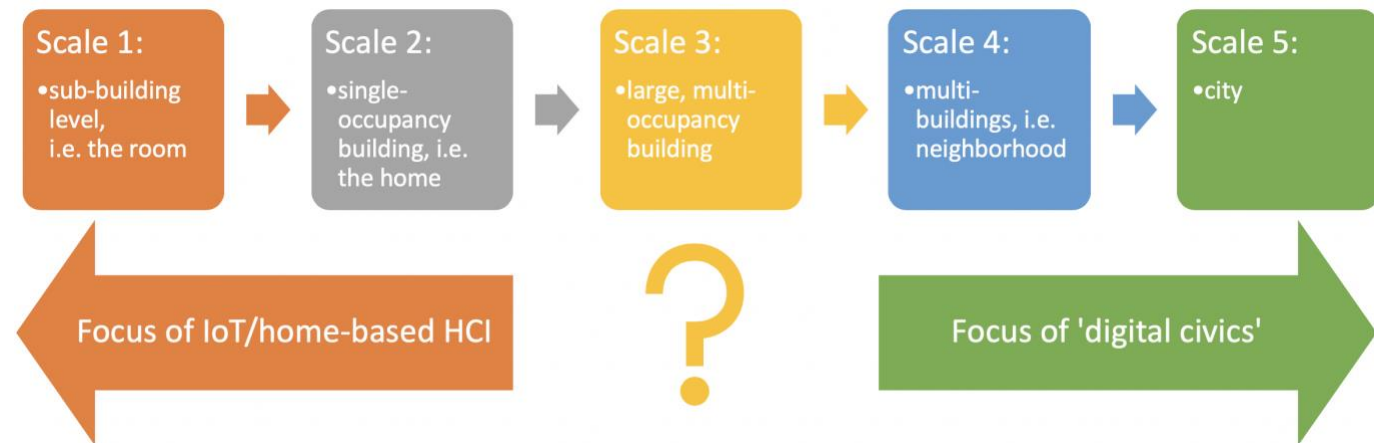 Scale 1:
•sub-building
level,
i.e. the room
Scale 2:
•single-
occupancy
building, i.e.
the home
Scale 3:
•large, multi-
occupancy
building
Scale 4:
•multi-
buildings, i.e.
neighborhood
Scale 5:
•city
Focus of IoT/home-based HCI
?
Focus of 'digital civics'